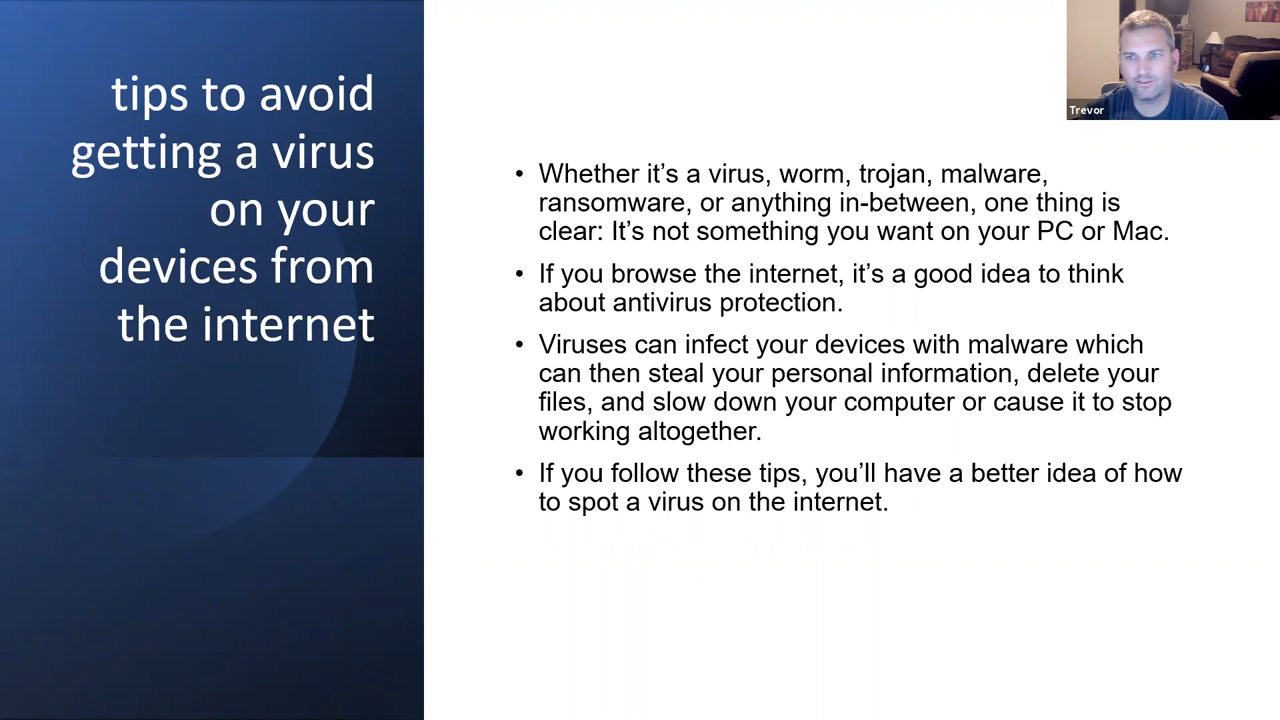 tips to avoid
getting a virus
on your
devices from
the internet
Trevor
• Whether it’s a virus, worm, trojan, malware,
ransomware, or anything in-between, one thing is
clear: It’s not something you want on your PC or Mac.
• If you browse the internet, it’s a good idea to think
about antivirus protection.
• Viruses can infect your devices with malware which
can then steal your personal information, delete your
files, and slow down your computer or cause it to stop
working altogether.
• If you follow these tips, you’ll have a better idea of how
to spot a virus on the internet.